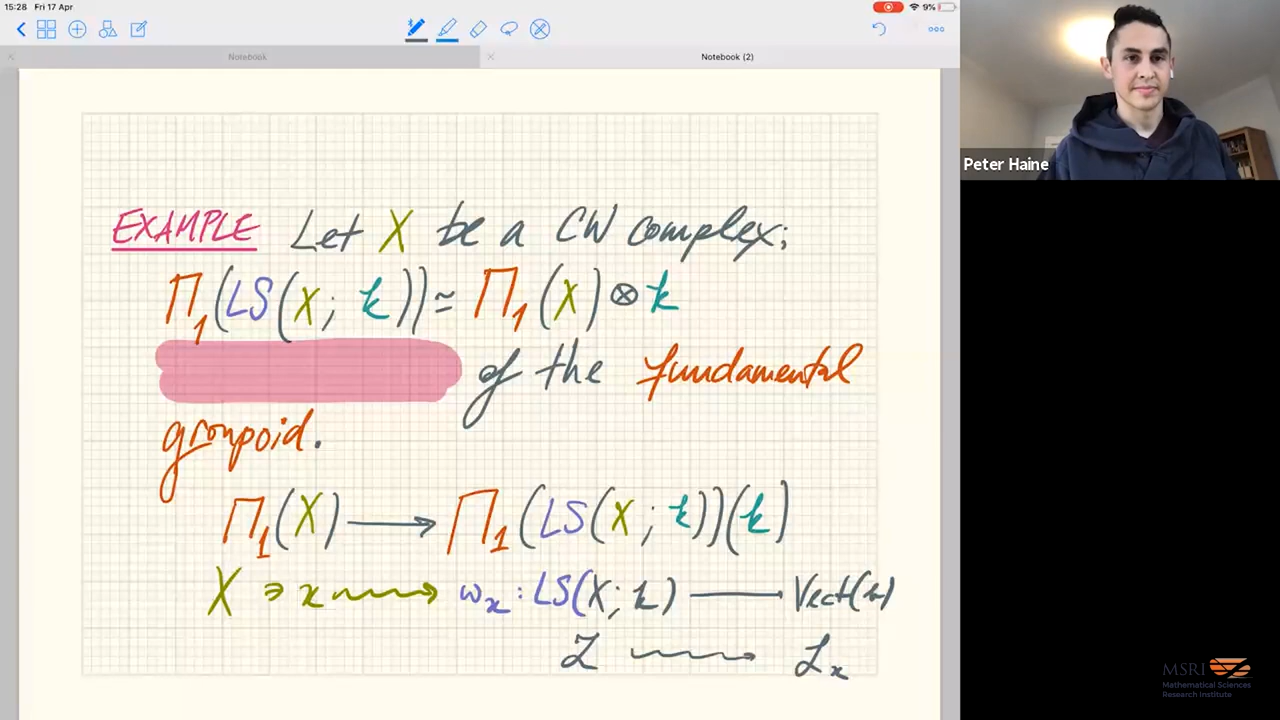 15:28 Fri 17 Apr
9%
Notebook
Notebook (2)
EXAMPLE Let X be a CW complex;
Π₁(LS(X; k)) ≃ Π₁(X) ⊗ k
of the fundamental
groupoid.
Π₁(X) → Π₁(LS(X; k))(k)
X ∋ x ⟿ ωₓ : LS(X; k) → Vect(k)
ℒ ⟿ ℒₓ
Peter Haine
MSRI
Mathematical Sciences
Research Institute